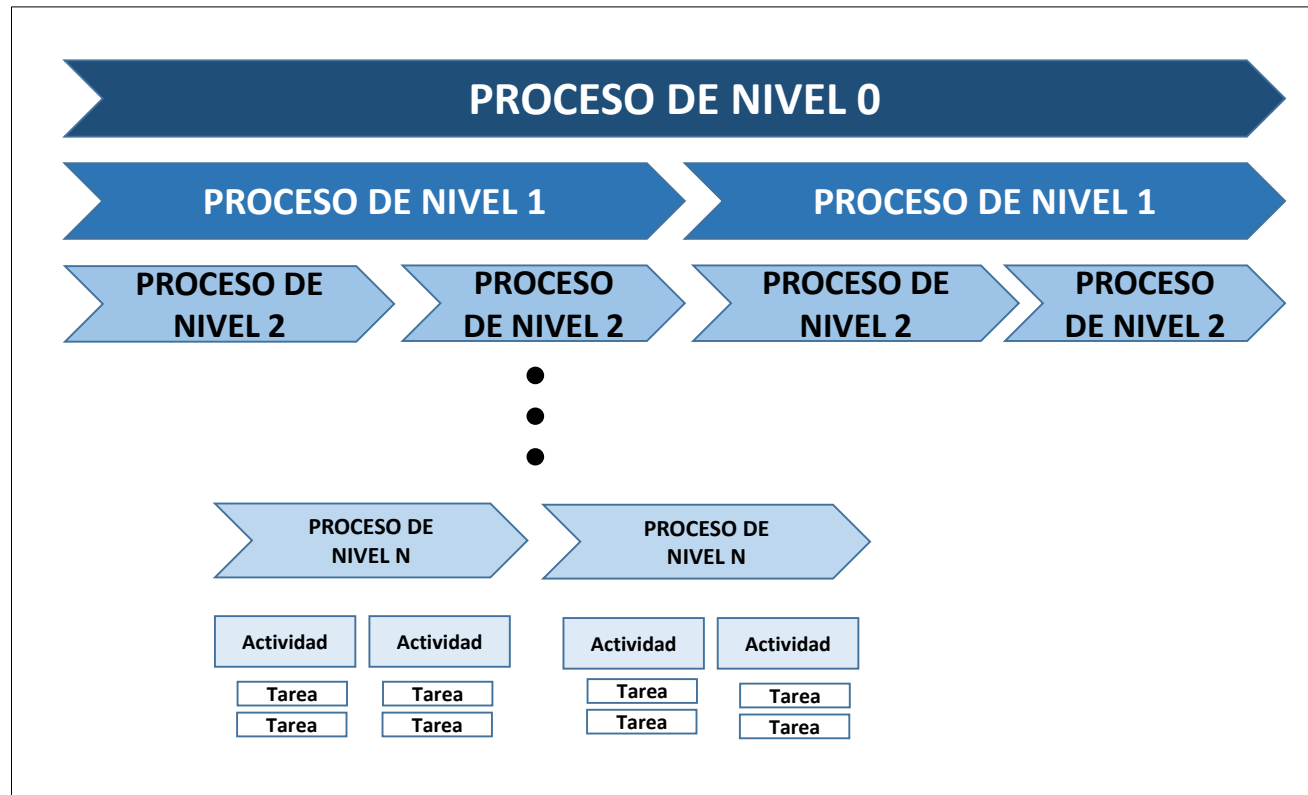 PROCESO DE NIVEL 0
PROCESO DE NIVEL 1
PROCESO DE NIVEL 1
PROCESO DE
NIVEL 2
PROCESO
DE NIVEL 2
PROCESO DE
NIVEL 2
PROCESO
DE NIVEL 2
PROCESO DE
NIVEL N
PROCESO DE
NIVEL N
Actividad
Actividad
Actividad
Actividad
Tarea
Tarea
Tarea
Tarea
Tarea
Tarea
Tarea
Tarea